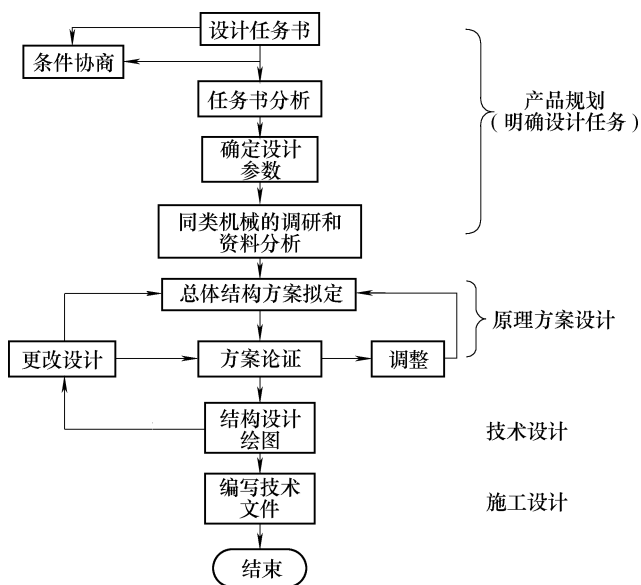 设计任务书
条件协商
任务书分析
产品规划
(明确设计任务)
确定设计
参数
同类机械的调研和
资料分析
总体结构方案拟定
原理方案设计
更改设计
方案论证
调整
结构设计
绘图
技术设计
编写技术
文件
施工设计
结束